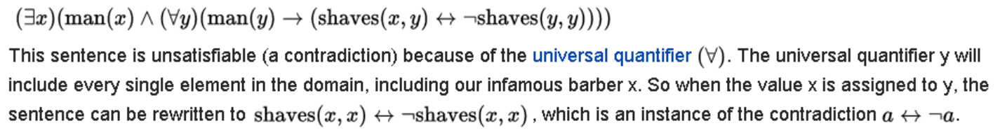 (∃x)(man(x) ∧ (∀y)(man(y) → (shaves(x, y) ↔ ¬shaves(y, y))))
This sentence is unsatisfiable (a contradiction) because of the universal quantifier (∀). The universal quantifier y will
include every single element in the domain, including our infamous barber x. So when the value x is assigned to y, the
sentence can be rewritten to shaves(x, x) ↔ ¬shaves(x, x) , which is an instance of the contradiction a ↔ ¬a.